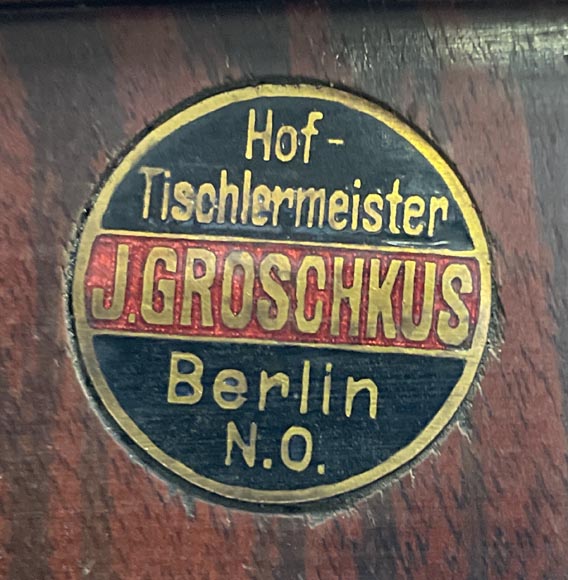 Hof-
Tischlermeister
J.GROSCHKUS
Berlin
N.O.